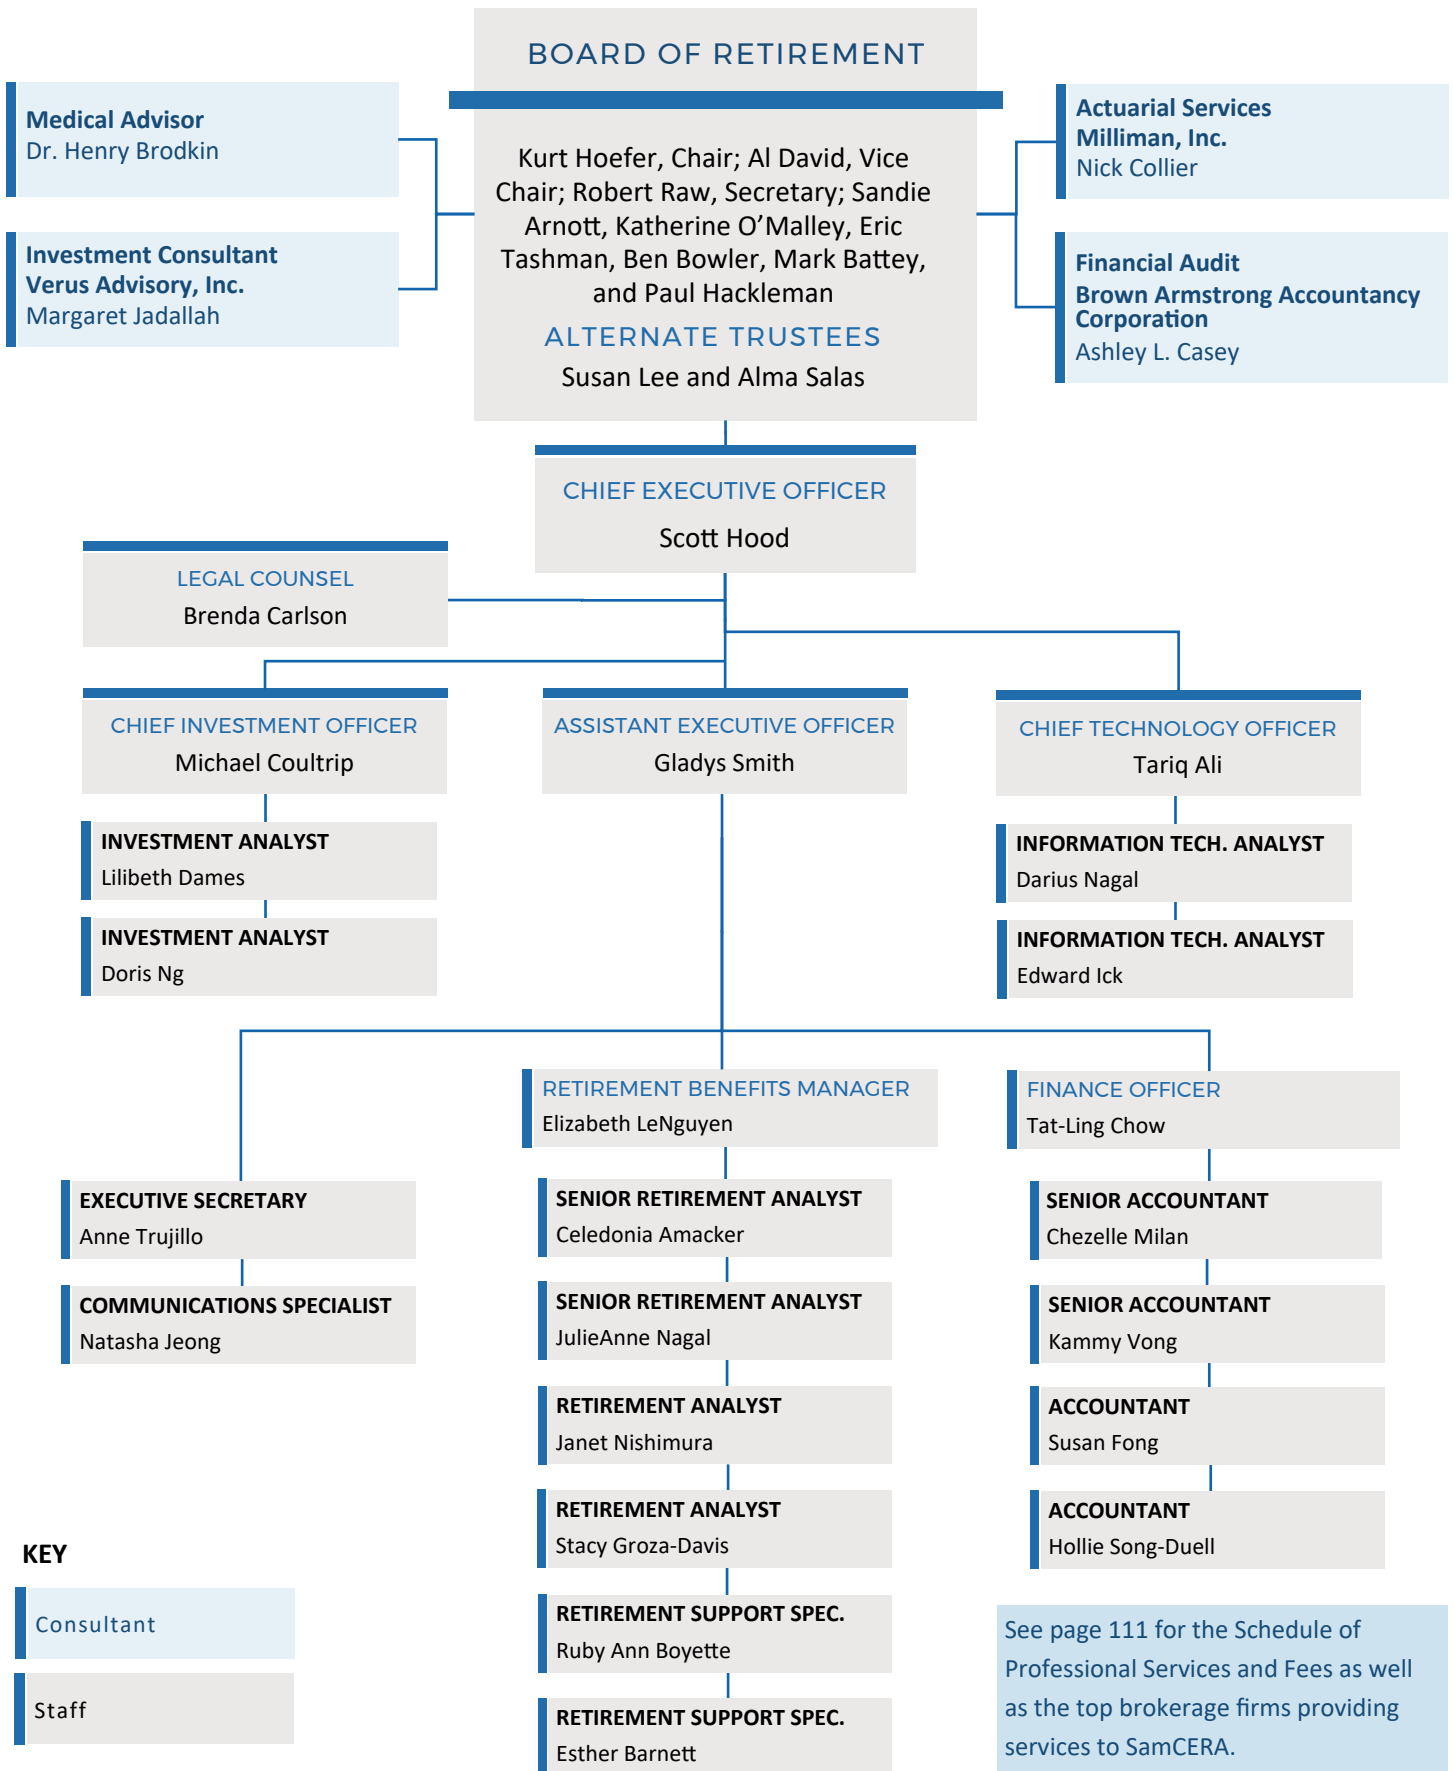 BOARD OF RETIREMENT
Medical Advisor
Dr. Henry Brodkin
Investment Consultant
Verus Advisory, Inc.
Margaret Jadallah
Kurt Hoefer, Chair; Al David, Vice
Chair; Robert Raw, Secretary; Sandie
Arnott, Katherine O’Malley, Eric
Tashman, Ben Bowler, Mark Battey,
and Paul Hackleman
ALTERNATE TRUSTEES
Susan Lee and Alma Salas
Actuarial Services
Milliman, Inc.
Nick Collier
Financial Audit
Brown Armstrong Accountancy
Corporation
Ashley L. Casey
CHIEF EXECUTIVE OFFICER
Scott Hood
LEGAL COUNSEL
Brenda Carlson
CHIEF INVESTMENT OFFICER
Michael Coultrip
ASSISTANT EXECUTIVE OFFICER
Gladys Smith
CHIEF TECHNOLOGY OFFICER
Tariq Ali
INVESTMENT ANALYST
Lilibeth Dames
INVESTMENT ANALYST
Doris Ng
INFORMATION TECH. ANALYST
Darius Nagal
INFORMATION TECH. ANALYST
Edward Ick
EXECUTIVE SECRETARY
Anne Trujillo
COMMUNICATIONS SPECIALIST
Natasha Jeong
RETIREMENT BENEFITS MANAGER
Elizabeth LeNguyen
SENIOR RETIREMENT ANALYST
Celedonia Amacker
SENIOR RETIREMENT ANALYST
JulieAnne Nagal
RETIREMENT ANALYST
Janet Nishimura
RETIREMENT ANALYST
Stacy Groza-Davis
RETIREMENT SUPPORT SPEC.
Ruby Ann Boyette
RETIREMENT SUPPORT SPEC.
Esther Barnett
FINANCE OFFICER
Tat-Ling Chow
SENIOR ACCOUNTANT
Chezelle Milan
SENIOR ACCOUNTANT
Kammy Vong
ACCOUNTANT
Susan Fong
ACCOUNTANT
Hollie Song-Duell
KEY
Consultant
Staff
See page 111 for the Schedule of
Professional Services and Fees as well
as the top brokerage firms providing
services to SamCERA.